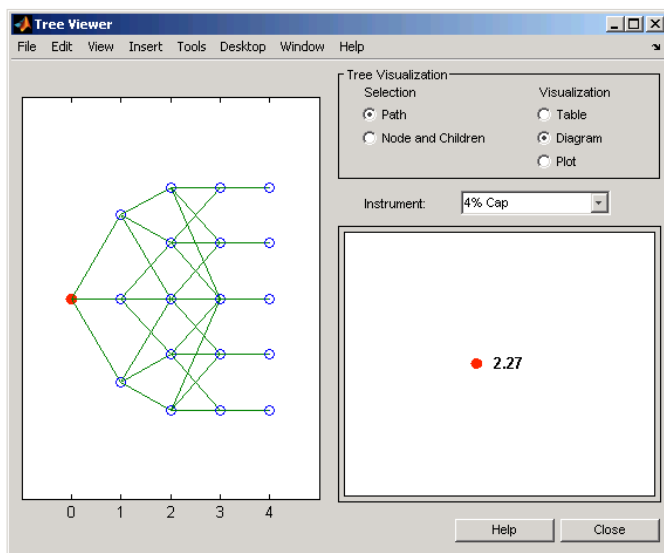 Tree Viewer
File Edit View Insert Tools Desktop Window Help
Tree Visualization
Selection
Visualization
Path
Table
Node and Children
Diagram
Plot
Instrument:
4% Cap
2.27
0 1 2 3 4
Help
Close